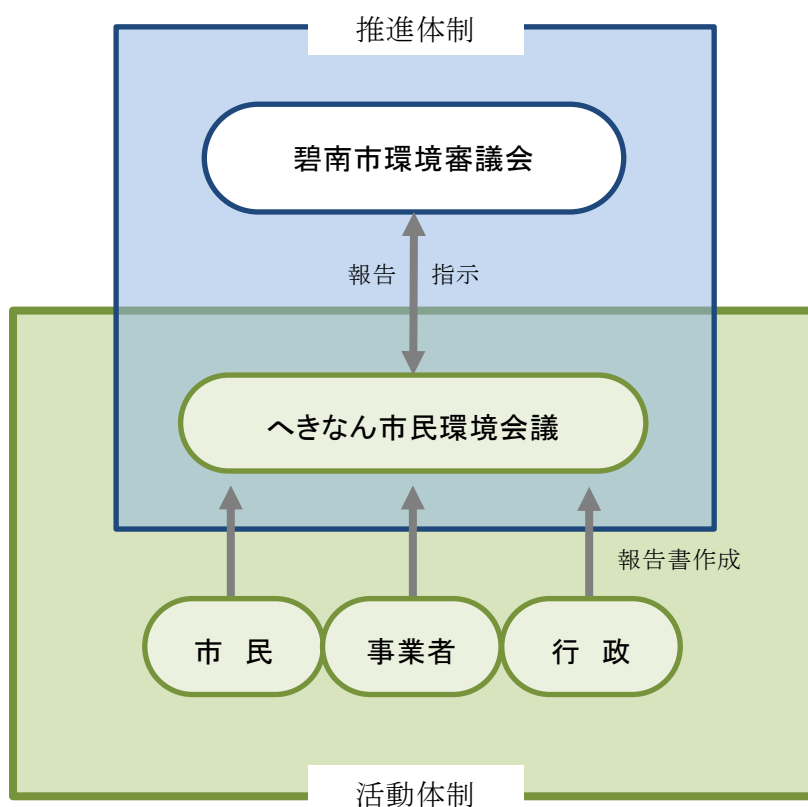 推進体制
碧南市環境審議会
報告 指示
へきなん市民環境会議
報告書作成
市 民 事業者 行 政
活動体制